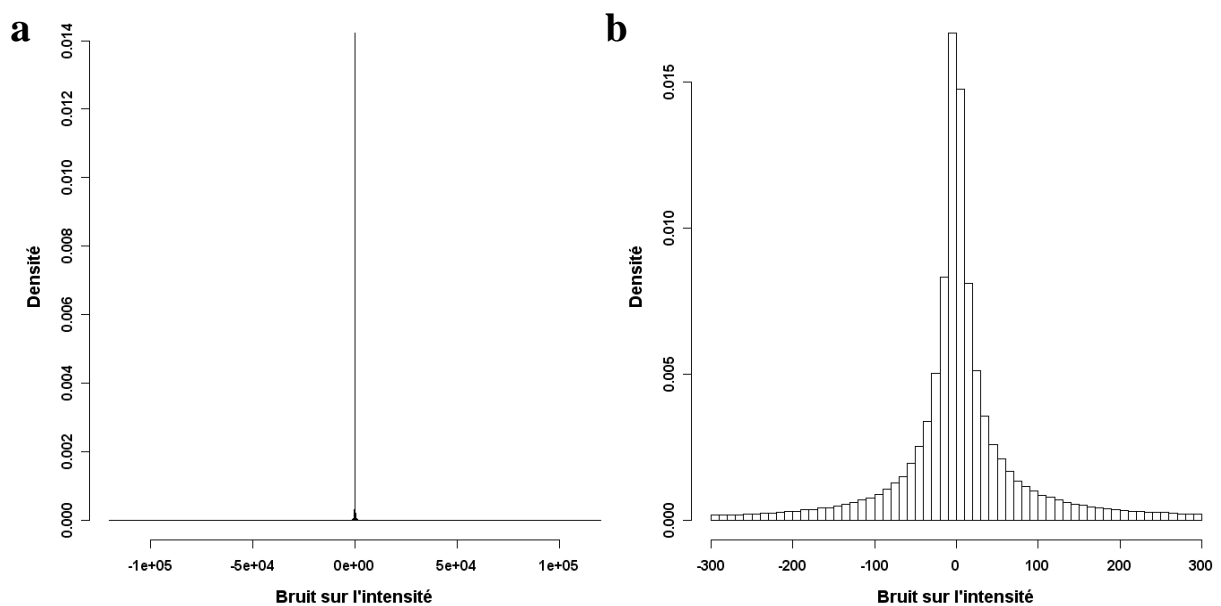 a
0.014
0.012
0.010
0.008
0.006
0.004
0.002
0.000
Densité
-1e+05 -5e+04 0e+00 5e+04 1e+05
Bruit sur l'intensité
b
0.015
0.010
0.005
0.000
Densité
-300 -200 -100 0 100 200 300
Bruit sur l'intensité